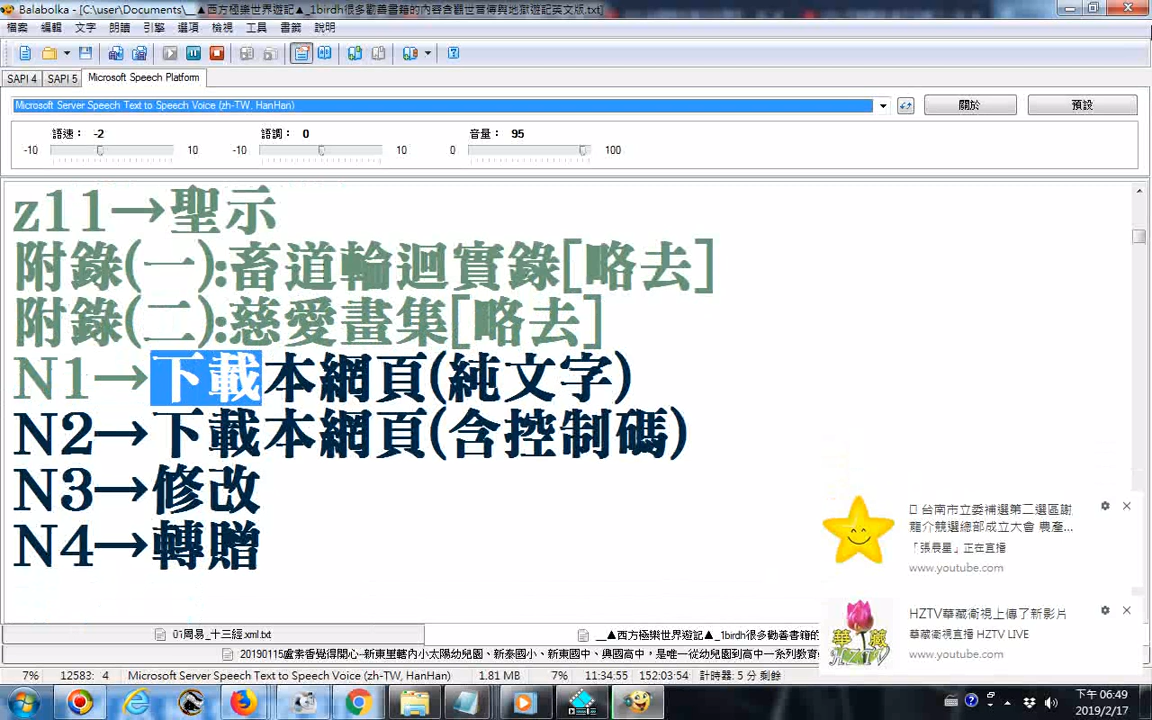 Balabolka - [C:\user\Documents\__▲西方極樂世界遊記▲_1birdh很多勸善書籍的內容含觀世音傳與地獄遊記英文版.txt]
檔案 編輯 文字 朗讀 引擎 選項 檢視 工具 書籤 說明
SAPI 4 SAPI 5 Microsoft Speech Platform
Microsoft Server Speech Text to Speech Voice (zh-TW, HanHan)
關於 預設
語速： -2 語調： 0 音量： 95
-10 10 -10 10 0 100
z11→聖示
附錄(一):畜道輪迴實錄[略去]
附錄(二):慈愛畫集[略去]
N1→下載本網頁(純文字)
N2→下載本網頁(含控制碼)
N3→修改
N4→轉贈
台南市立委補選第二選區謝
龍介競選總部成立大會 農產...
「張辰星」正在直播
www.youtube.com
HZTV華藏衛視上傳了新影片
華藏衛視直播 HZTV LIVE
www.youtube.com
華藏
HZTV
01周易_十三經.xml.txt
__▲西方極樂世界遊記▲_1birdh很多勸善書籍的
20190115盧素香覺得開心--新東里轄內小太陽幼兒園、新泰國小、新東國中、興國高中，是唯一從幼兒園到高中一系列教育
7% 12583: 4 Microsoft Server Speech Text to Speech Voice (zh-TW, HanHan) 1.81 MB 7% 11:34:55 152:03:54 計時器: 5 分 剩餘
下午 06:49
2019/2/17